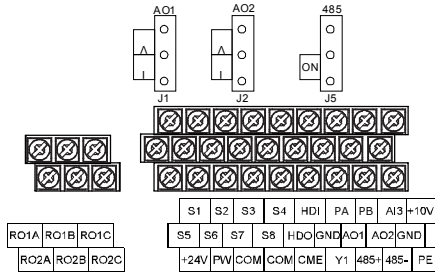 AO1 AO2 485
V V
I I ON
J1 J2 J5
S1 S2 S3 S4 HDI PA PB AI3 +10V
RO1A RO1B RO1C S5 S6 S7 S8 HDO GND AO1 AO2 GND
RO2A RO2B RO2C +24V PW COM COM CME Y1 485+ 485- PE